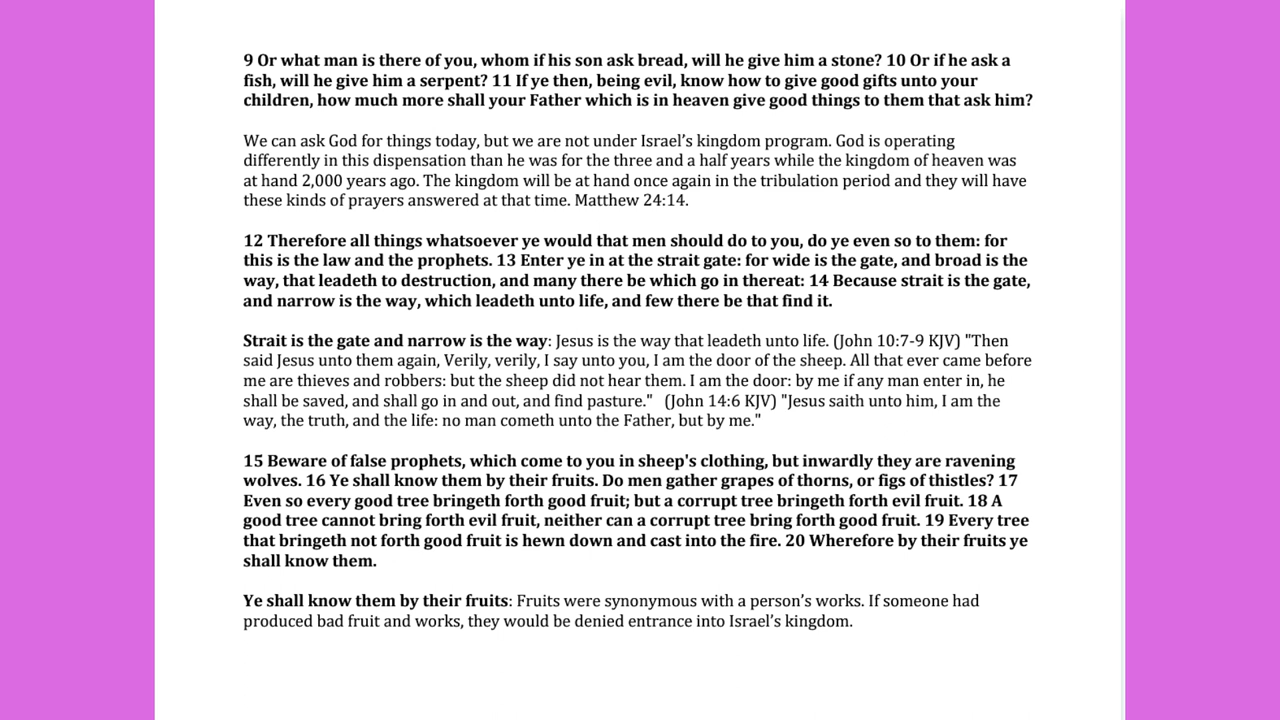 9 Or what man is there of you, whom if his son ask bread, will he give him a stone? 10 Or if he ask a
fish, will he give him a serpent? 11 If ye then, being evil, know how to give good gifts unto your
children, how much more shall your Father which is in heaven give good things to them that ask him?
We can ask God for things today, but we are not under Israel’s kingdom program. God is operating
differently in this dispensation than he was for the three and a half years while the kingdom of heaven was
at hand 2,000 years ago. The kingdom will be at hand once again in the tribulation period and they will have
these kinds of prayers answered at that time. Matthew 24:14.
12 Therefore all things whatsoever ye would that men should do to you, do ye even so to them: for
this is the law and the prophets. 13 Enter ye in at the strait gate: for wide is the gate, and broad is the
way, that leadeth to destruction, and many there be which go in thereat: 14 Because strait is the gate,
and narrow is the way, which leadeth unto life, and few there be that find it.
Strait is the gate and narrow is the way: Jesus is the way that leadeth unto life. (John 10:7-9 KJV) "Then
said Jesus unto them again, Verily, verily, I say unto you, I am the door of the sheep. All that ever came before
me are thieves and robbers: but the sheep did not hear them. I am the door: by me if any man enter in, he
shall be saved, and shall go in and out, and find pasture." (John 14:6 KJV) "Jesus saith unto him, I am the
way, the truth, and the life: no man cometh unto the Father, but by me."
15 Beware of false prophets, which come to you in sheep's clothing, but inwardly they are ravening
wolves. 16 Ye shall know them by their fruits. Do men gather grapes of thorns, or figs of thistles? 17
Even so every good tree bringeth forth good fruit; but a corrupt tree bringeth forth evil fruit. 18 A
good tree cannot bring forth evil fruit, neither can a corrupt tree bring forth good fruit. 19 Every tree
that bringeth not forth good fruit is hewn down and cast into the fire. 20 Wherefore by their fruits ye
shall know them.
Ye shall know them by their fruits: Fruits were synonymous with a person’s works. If someone had
produced bad fruit and works, they would be denied entrance into Israel’s kingdom.